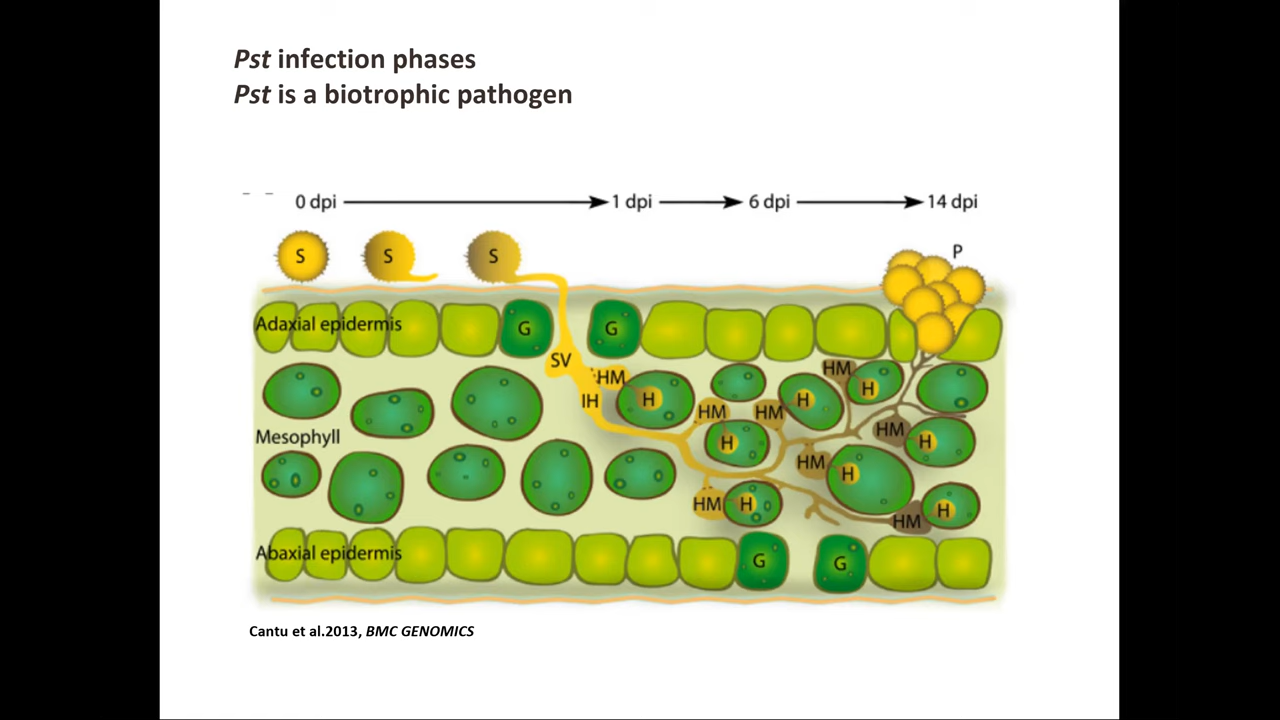 Pst infection phases
Pst is a biotrophic pathogen
0 dpi 1 dpi 6 dpi 14 dpi
S S S P
Adaxial epidermis G G
SV HM HM
IH H H H
HM HM
Mesophyll H HM H
HM H
HM H HM H
Abaxial epidermis G G
Cantu et al.2013, BMC GENOMICS